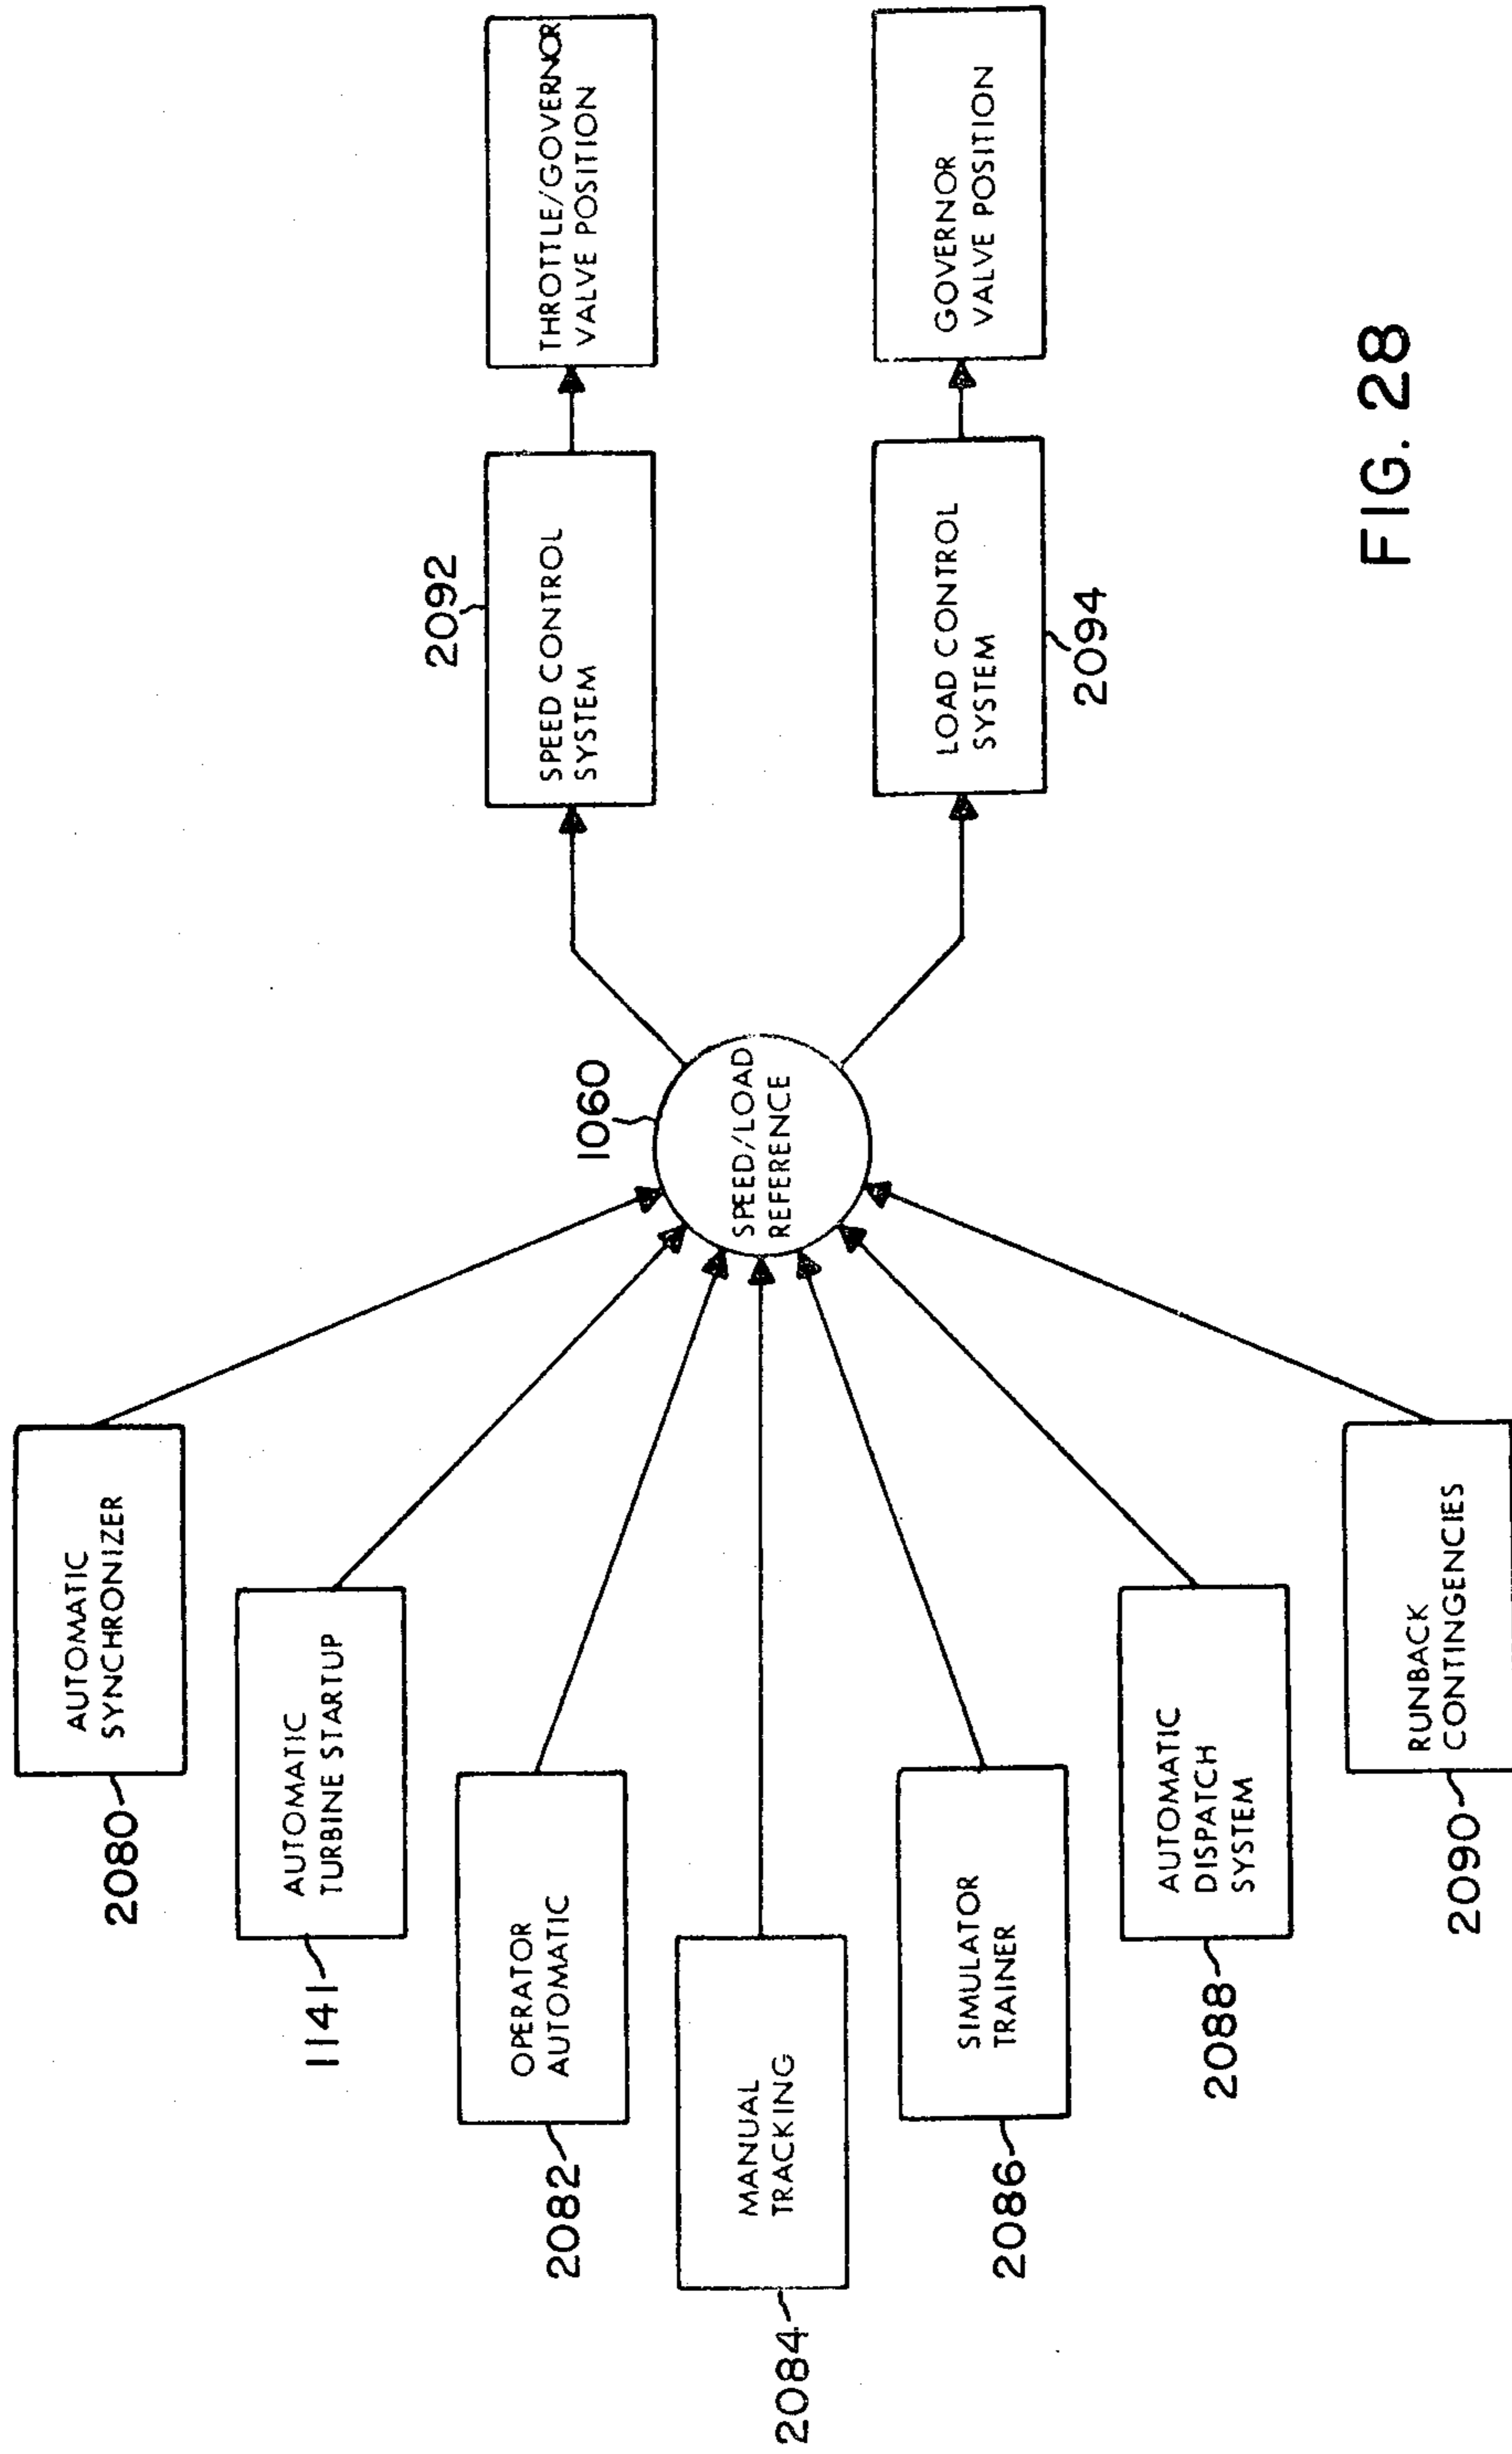 2080
AUTOMATIC
SYNCHRONIZER
1141
AUTOMATIC
TURBINE STARTUP
2082
OPERATOR
AUTOMATIC
2084
MANUAL
TRACKING
2086
SIMULATOR
TRAINER
2088
AUTOMATIC
DISPATCH
SYSTEM
2090
RUNBACK
CONTINGENCIES
1060
SPEED/LOAD
REFERENCE
2092
SPEED CONTROL
SYSTEM
THROTTLE/GOVERNOR
VALVE POSITION
LOAD CONTROL
SYSTEM
2094
GOVERNOR
VALVE POSITION
FIG. 28